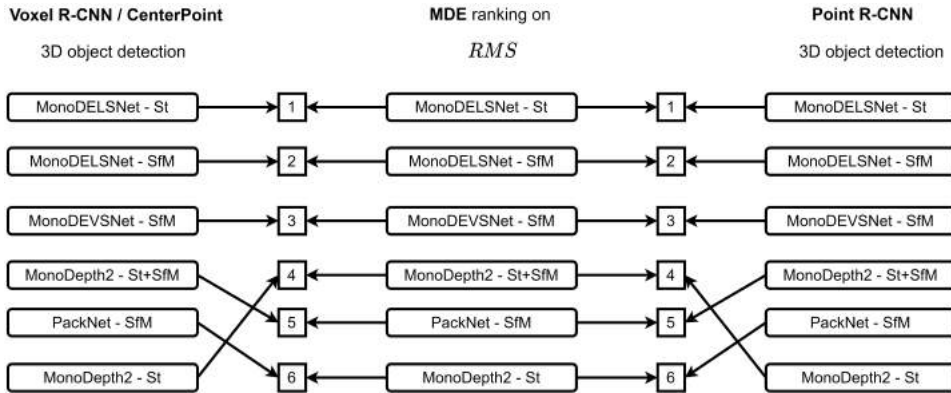 Voxel R-CNN / CenterPoint MDE ranking on Point R-CNN
3D object detection RMS 3D object detection
MonoDELSNet - St 1 MonoDELSNet - St 1 MonoDELSNet - St
MonoDELSNet - SfM 2 MonoDELSNet - SfM 2 MonoDELSNet - SfM
MonoDEVSNet - SfM 3 MonoDEVSNet - SfM 3 MonoDEVSNet - SfM
MonoDepth2 - St+SfM 4 MonoDepth2 - St+SfM 4 MonoDepth2 - St+SfM
PackNet - SfM 5 PackNet - SfM 5 PackNet - SfM
MonoDepth2 - St 6 MonoDepth2 - St 6 MonoDepth2 - St